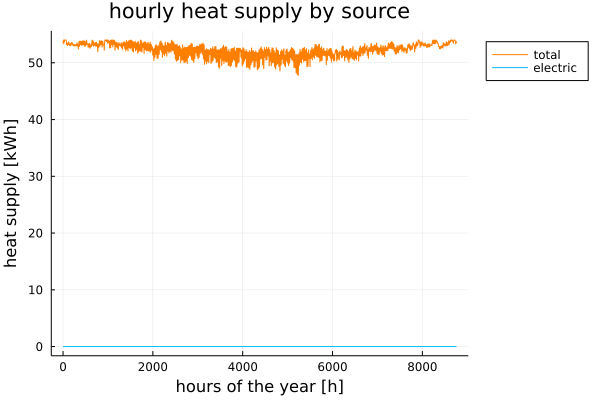 hourly heat supply by source
heat supply [kWh]
50
40
30
20
10
0
0 2000 4000 6000 8000
hours of the year [h]
total
electric